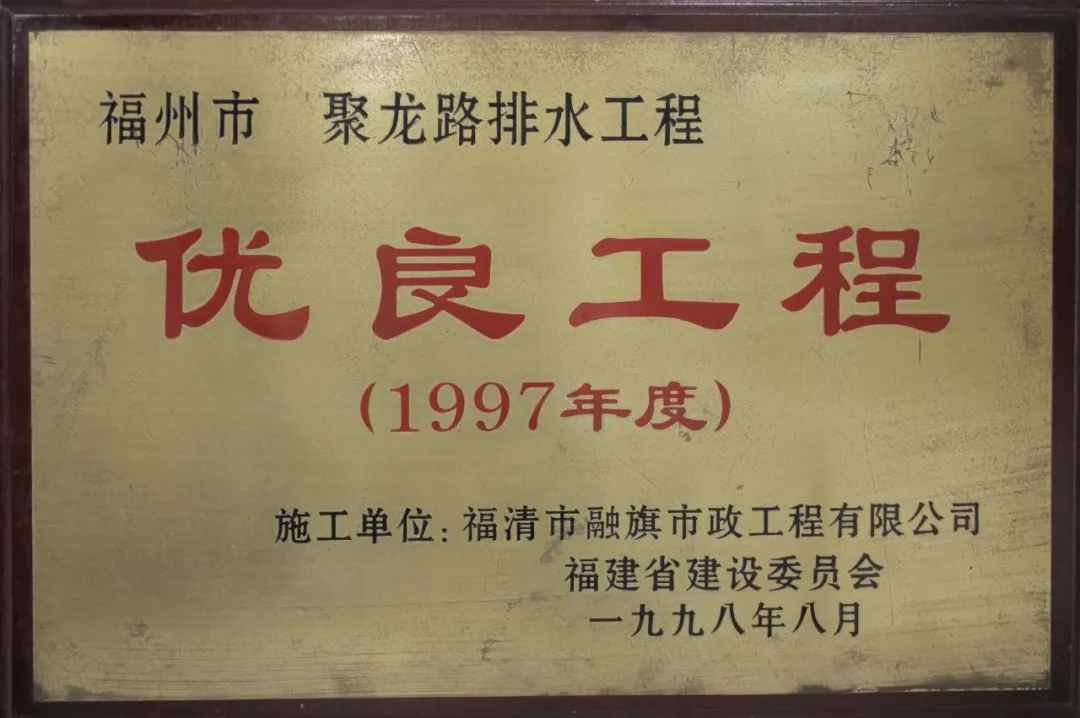 福州市 聚龙路排水工程
优良工程
(1997年度)
施工单位:福清市融旗市政工程有限公司
福建省建设委员会
一九九八年八月